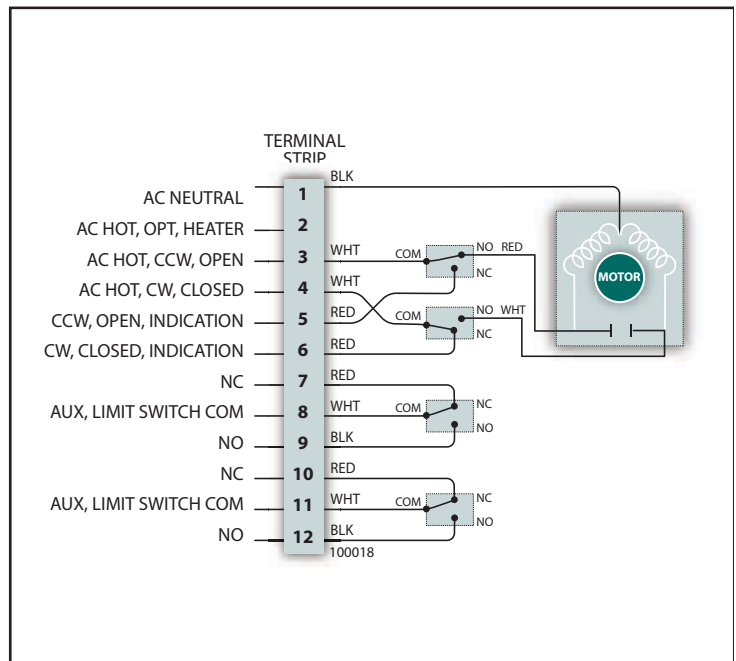 TERMINAL
STRIP
AC NEUTRAL 1 BLK
AC HOT, OPT, HEATER 2
AC HOT, CCW, OPEN 3 WHT COM NO RED
NC
AC HOT, CW, CLOSED 4 WHT
CCW, OPEN, INDICATION 5 RED COM NO WHT
NC
CW, CLOSED, INDICATION 6 RED
MOTOR
NC 7 RED
AUX, LIMIT SWITCH COM 8 WHT COM NC
NO
NO 9 BLK
NC 10 RED
AUX, LIMIT SWITCH COM 11 WHT COM NC
NO
NO 12 BLK
100018